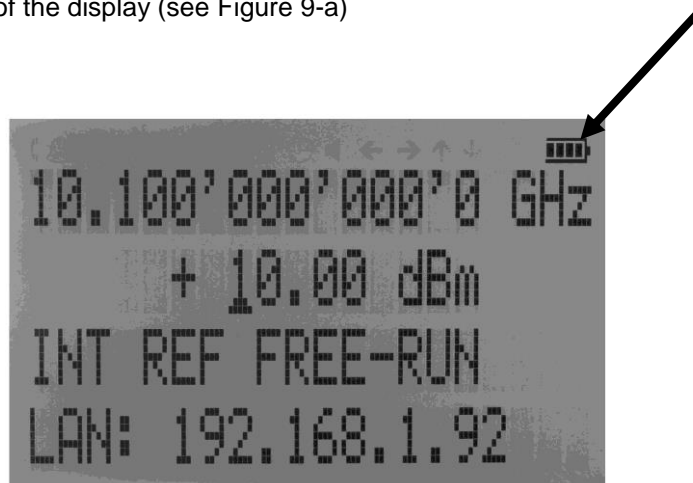 of the display (see Figure 9-a)
10.100’000’000’0 GHz
+ 10.00 dBm
INT REF FREE-RUN
LAN: 192.168.1.92